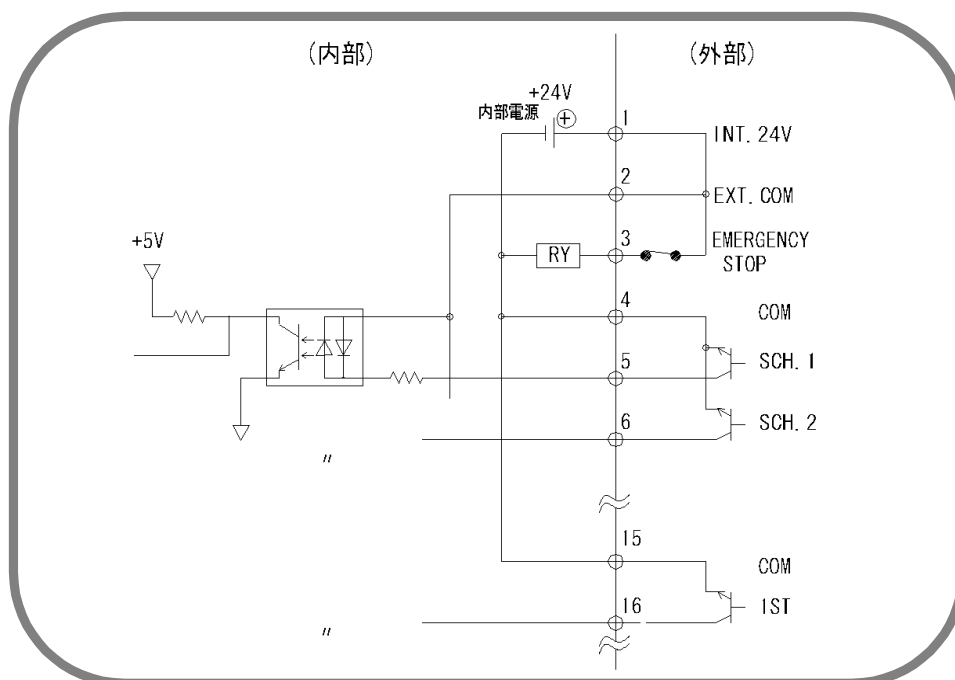 (内部)
(外部)
+24V
内部電源
+
1
INT. 24V
2
EXT. COM
+5V
RY
3
EMERGENCY
STOP
4
COM
5
SCH. 1
6
SCH. 2
〃
15
COM
16
1ST
〃